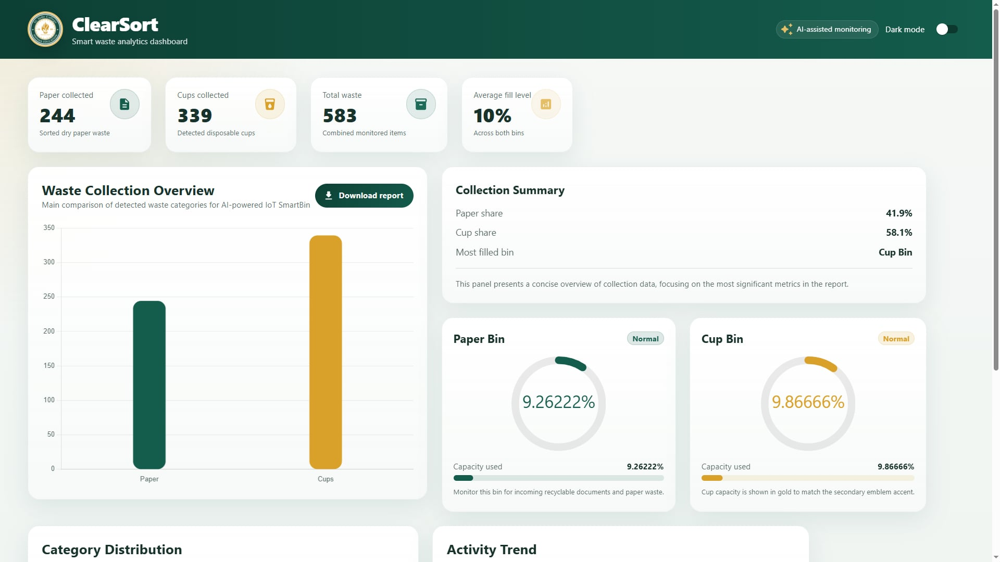 ClearSort
Smart waste analytics dashboard
AI-assisted monitoring
Dark mode
Paper collected
244
Sorted dry paper waste
Cups collected
339
Detected disposable cups
Total waste
583
Combined monitored items
Average fill level
10%
Across both bins
Waste Collection Overview
Main comparison of detected waste categories for AI-powered IoT SmartBin
Download report
350
300
250
200
150
100
50
0
Paper
Cups
Collection Summary
Paper share 41.9%
Cup share 58.1%
Most filled bin Cup Bin
This panel presents a concise overview of collection data, focusing on the most significant metrics in the report.
Paper Bin
Normal
9.26222%
Capacity used 9.26222%
Monitor this bin for incoming recyclable documents and paper waste.
Cup Bin
Normal
9.86666%
Capacity used 9.86666%
Cup capacity is shown in gold to match the secondary emblem accent.
Category Distribution
Activity Trend